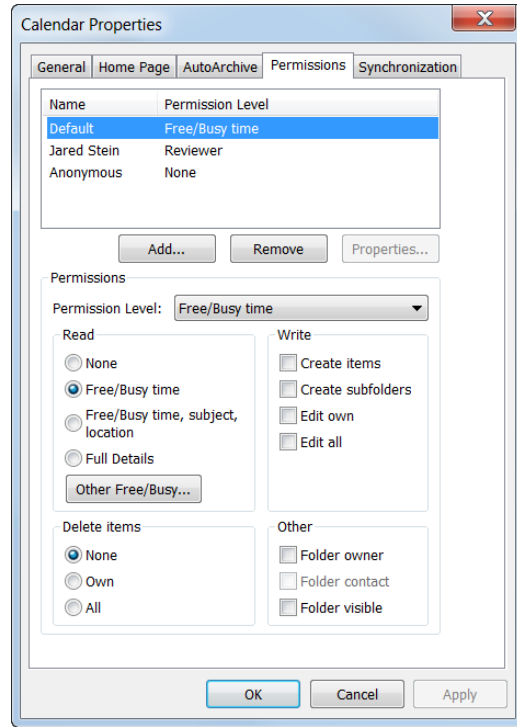 Calendar Properties
General Home Page AutoArchive Permissions Synchronization
Name Permission Level
Default Free/Busy time
Jared Stein Reviewer
Anonymous None
Add... Remove Properties...
Permissions
Permission Level: Free/Busy time
Read
None
Free/Busy time
Free/Busy time, subject,
location
Full Details
Other Free/Busy...
Write
Create items
Create subfolders
Edit own
Edit all
Delete items
None
Own
All
Other
Folder owner
Folder contact
Folder visible
OK Cancel Apply